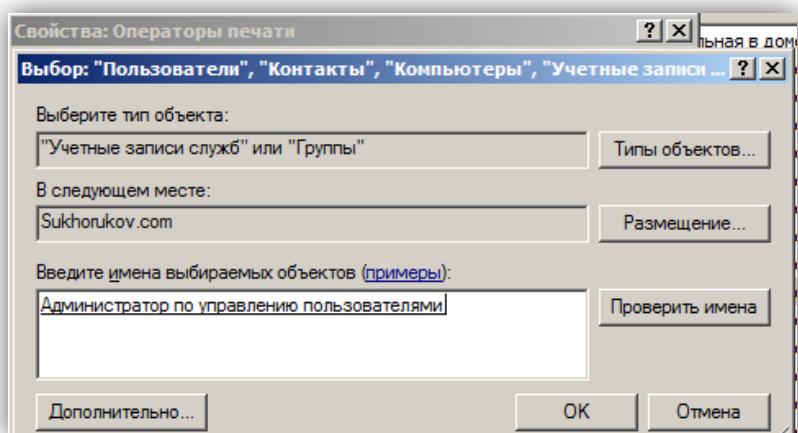 Свойства: Операторы печати
льная в дом
Выбор: "Пользователи", "Контакты", "Компьютеры", "Учетные записи ...
Выберите тип объекта:
"Учетные записи служб" или "Группы"
Типы объектов...
В следующем месте:
Sukhorukov.com
Размещение...
Введите имена выбираемых объектов (примеры):
Администратор по управлению пользователями
Проверить имена
Дополнительно...
OK
Отмена